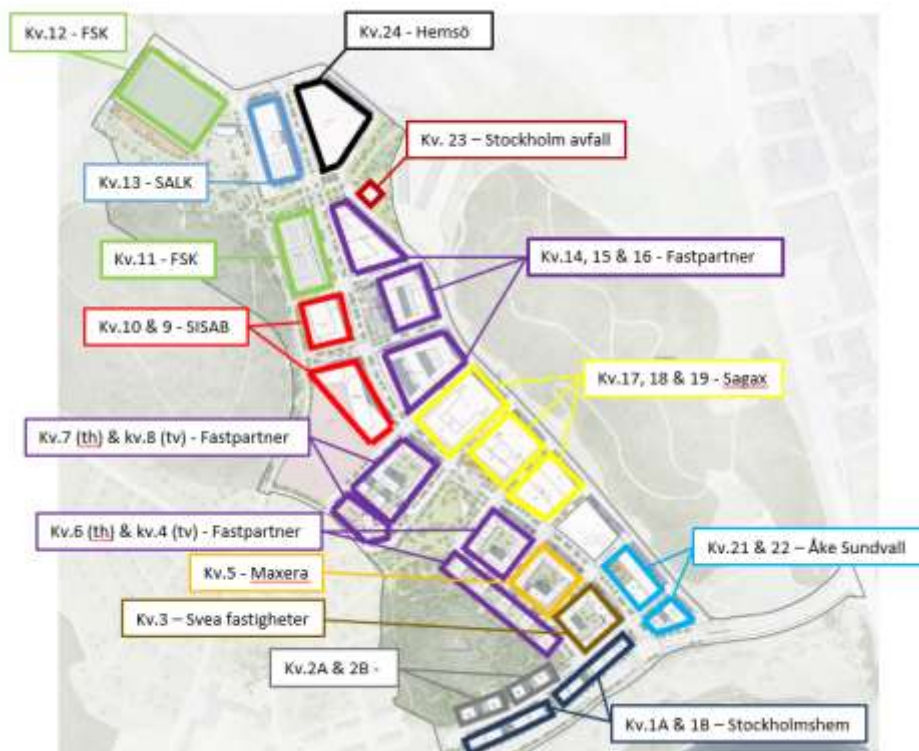 Kv.12 - FSK
Kv.24 - Hemsö
Kv. 23 – Stockholm avfall
Kv.13 - SALK
Kv.11 - FSK
Kv.14, 15 & 16 - Fastpartner
Kv.10 & 9 - SISAB
Kv.17, 18 & 19 - Sagax
Kv.7 (th) & kv.8 (tv) - Fastpartner
Kv.6 (th) & kv.4 (tv) - Fastpartner
Kv.21 & 22 – Åke Sundvall
Kv.5 - Maxera
Kv.3 – Svea fastigheter
Kv.2A & 2B -
Kv.1A & 1B – Stockholmshem